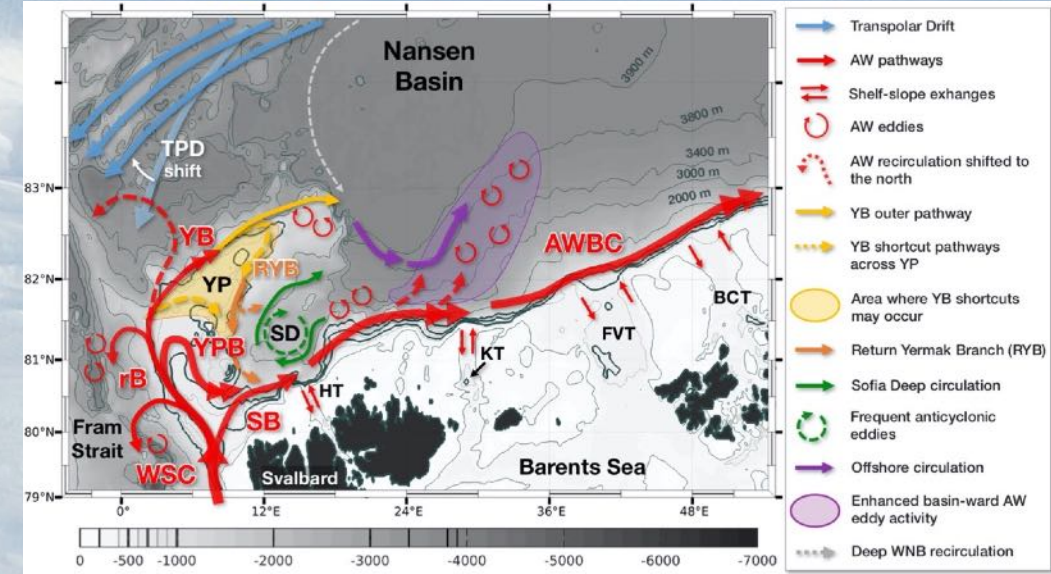 Nansen
Basin
3900 m
3800 m
3400 m
3000 m
2000 m
TPD
shift
83°N
82°N
81°N
80°N
79°N
YB
YP
RYB
SD
YPB
rB
SB
HT
KT
AWBC
FVT
BCT
Fram
Strait
WSC
Svalbard
Barents Sea
0°
12°E
24°E
36°E
48°E
0
-500
-1000
-2000
-3000
-4000
-5000
-6000
-7000
Transpolar Drift
AW pathways
Shelf-slope exhanges
AW eddies
AW recirculation shifted to
the north
YB outer pathway
YB shortcut pathways
across YP
Area where YB shortcuts
may occur
Return Yermak Branch (RYB)
Sofia Deep circulation
Frequent anticyclonic
eddies
Offshore circulation
Enhanced basin-ward AW
eddy activity
Deep WNB recirculation